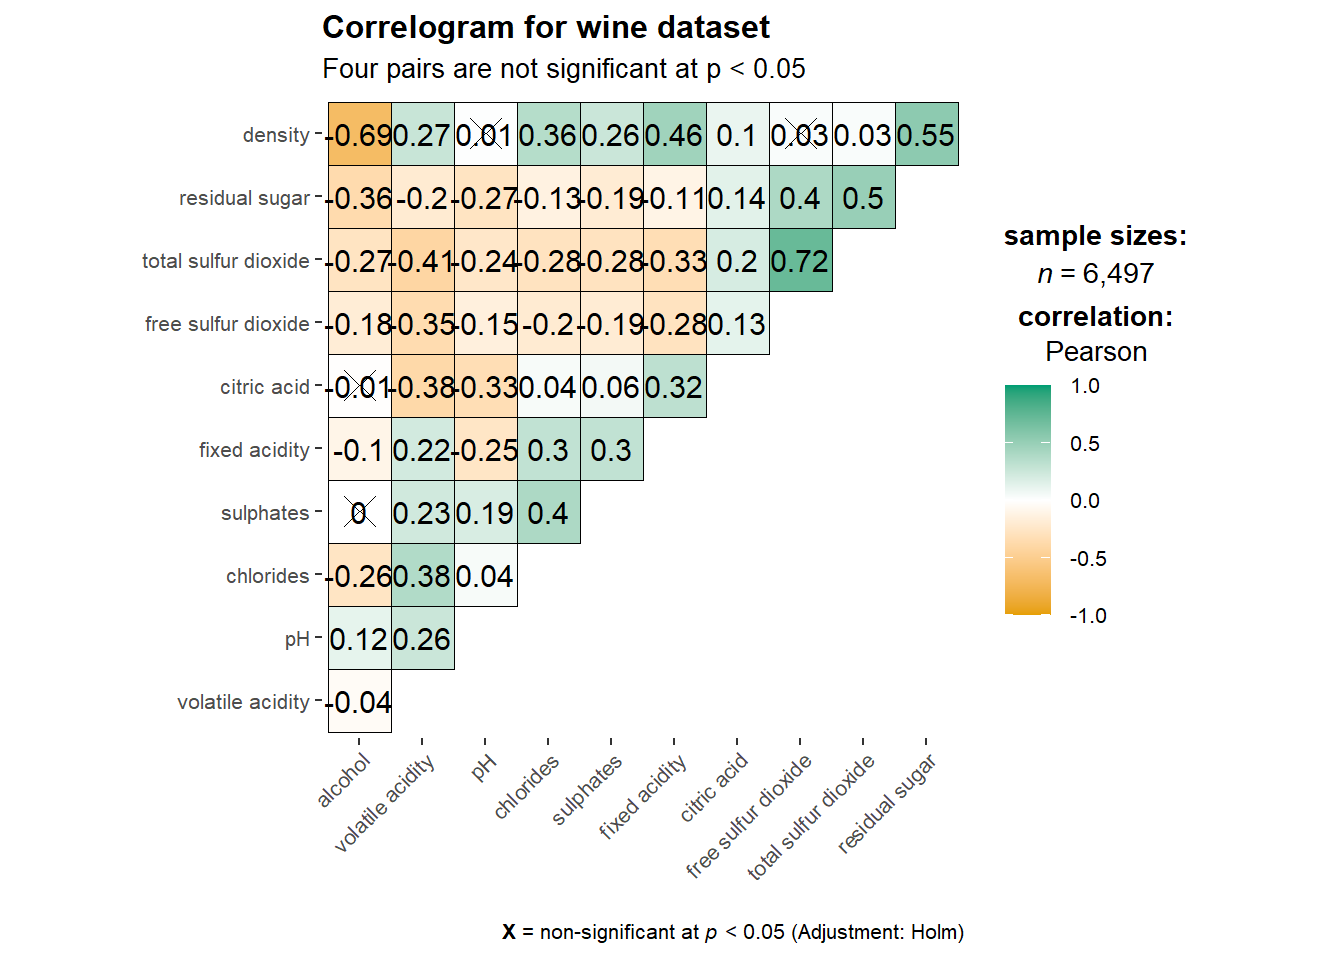 Correlogram for wine dataset
Four pairs are not significant at p < 0.05
density -0.69 0.27 0.01 0.36 0.26 0.46 0.1 0.03 0.03 0.55
residual sugar -0.36 -0.2 -0.27 -0.13 -0.19 -0.11 0.14 0.4 0.5
total sulfur dioxide -0.27 -0.41 -0.24 -0.28 -0.28 -0.33 0.2 0.72
free sulfur dioxide -0.18 -0.35 -0.15 -0.2 -0.19 -0.28 0.13
citric acid -0.01 -0.38 -0.33 0.04 0.06 0.32
fixed acidity -0.1 0.22 -0.25 0.3 0.3
sulphates 0 0.23 0.19 0.4
chlorides -0.26 0.38 0.04
pH 0.12 0.26
volatile acidity -0.04
alcohol
volatile acidity
pH
chlorides
sulphates
fixed acidity
citric acid
free sulfur dioxide
total sulfur dioxide
residual sugar
sample sizes:
n = 6,497
correlation:
Pearson
1.0
0.5
0.0
-0.5
-1.0
X = non-significant at p < 0.05 (Adjustment: Holm)